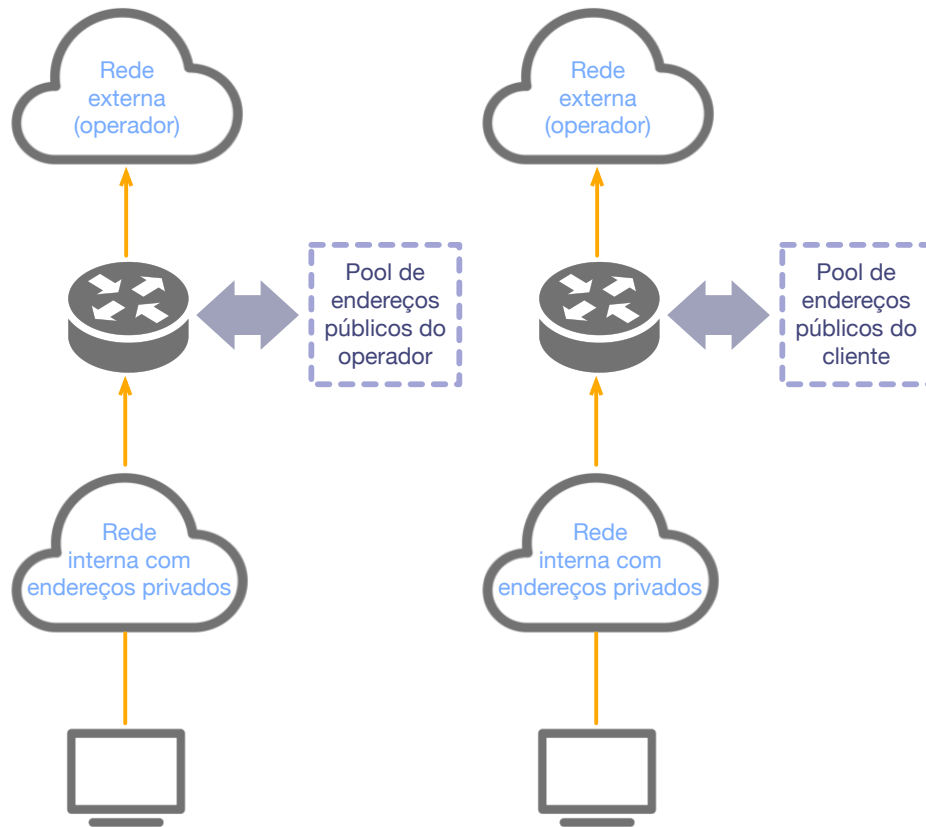 Rede
externa
(operador)
Rede
externa
(operador)
Pool de
endereços
públicos do
operador
Pool de
endereços
públicos do
cliente
Rede
interna com
endereços privados
Rede
interna com
endereços privados